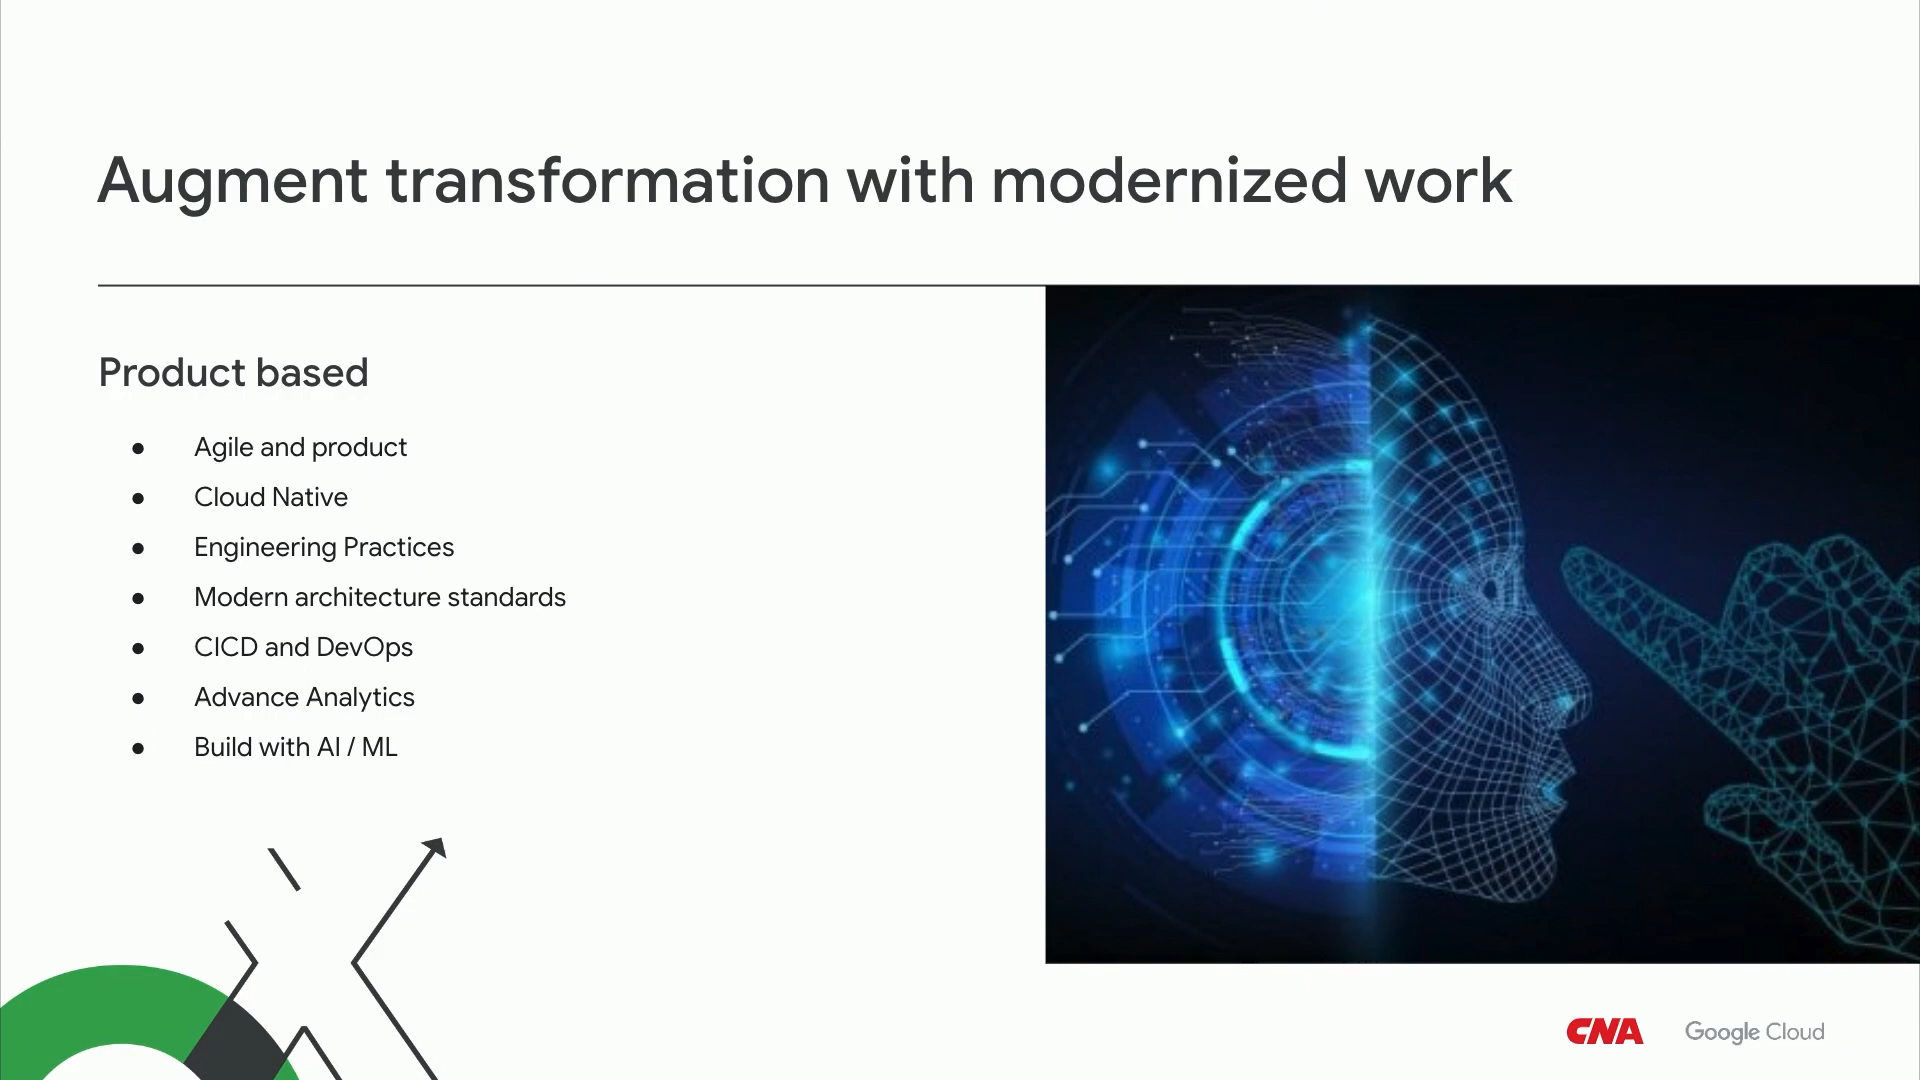 Augment transformation with modernized work
Product based
● Agile and product
● Cloud Native
● Engineering Practices
● Modern architecture standards
● CICD and DevOps
● Advance Analytics
● Build with AI / ML
CNA Google Cloud